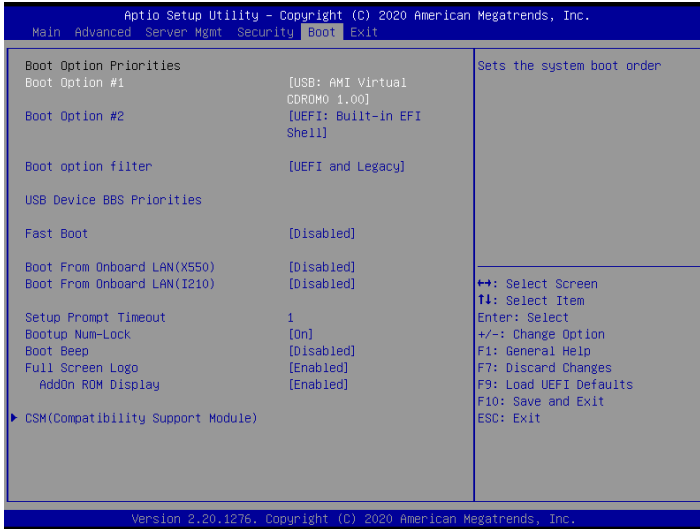 Aptio Setup Utility – Copyright (C) 2020 American Megatrends, Inc.
Main Advanced Server Mgmt Security Boot Exit
Boot Option Priorities
Boot Option #1 [USB: AMI Virtual
CDROM0 1.00]
Boot Option #2 [UEFI: Built-in EFI
Shell]
Boot option filter [UEFI and Legacy]
USB Device BBS Priorities
Fast Boot [Disabled]
Boot From Onboard LAN(X550) [Disabled]
Boot From Onboard LAN(I210) [Disabled]
Setup Prompt Timeout 1
Bootup Num-Lock [On]
Boot Beep [Disabled]
Full Screen Logo [Enabled]
AddOn ROM Display [Enabled]
CSM(Compatibility Support Module)
Sets the system boot order
↔: Select Screen
↑↓: Select Item
Enter: Select
+/-: Change Option
F1: General Help
F7: Discard Changes
F9: Load UEFI Defaults
F10: Save and Exit
ESC: Exit
Version 2.20.1276. Copyright (C) 2020 American Megatrends, Inc.